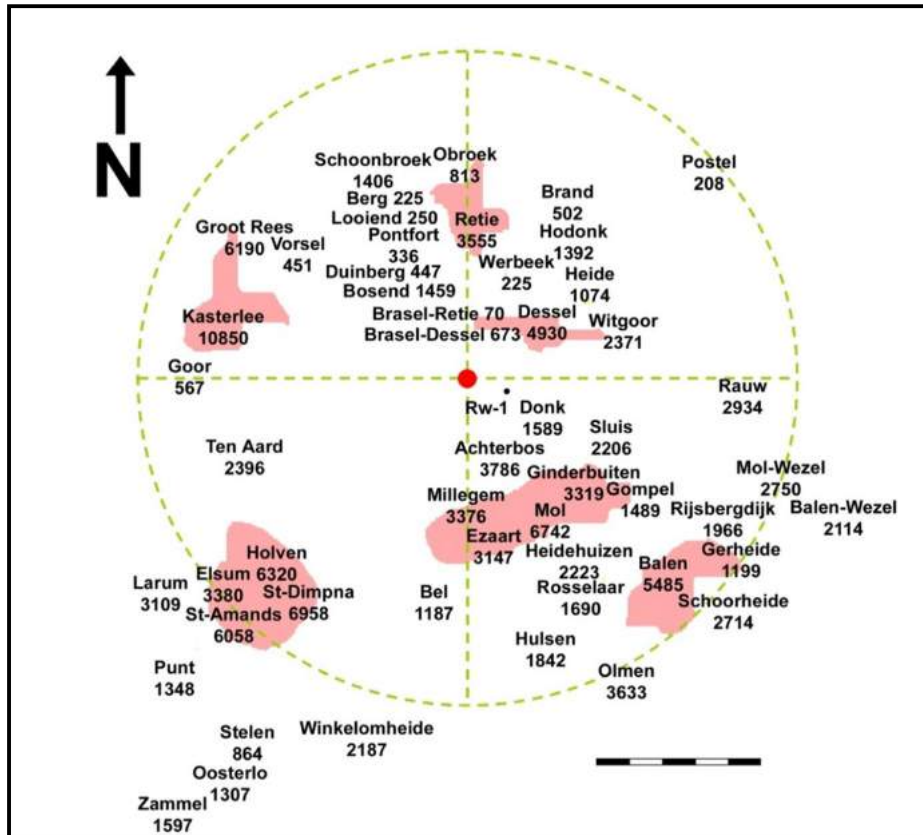 N
Schoonbroek
1406
Obroek
813
Postel
208
Berg 225
Looiend 250
Pontfort
336
Duinberg 447
Bosend 1459
Retie
3555
Brand
502
Hodonk
1392
Groot Rees
6190
Vorsel
451
Werbeek
225
Heide
1074
Kasterlee
10850
Brasel-Retie 70
Brasel-Dessel 673
Dessel
4930
Witgoor
2371
Goor
567
Rw-1
Donk
1589
Rauw
2934
Ten Aard
2396
Achterbos
3786
Sluis
2206
Ginderbuiten
3319
Gompel
1489
Mol-Wezel
2750
Millegem
3376
Mol
6742
Rijsbergdijk
1966
Balen-Wezel
2114
Ezaart
3147
Heidehuizen
2223
Balen
5485
Gerheide
1199
Holven
6320
Elsum
3380
St-Dimpna
6958
St-Amands
6058
Larum
3109
Bel
1187
Rosselaar
1690
Schoorheide
2714
Hulsen
1842
Olmen
3633
Punt
1348
Stelen
864
Winkelomheide
2187
Oosterlo
1307
Zammel
1597